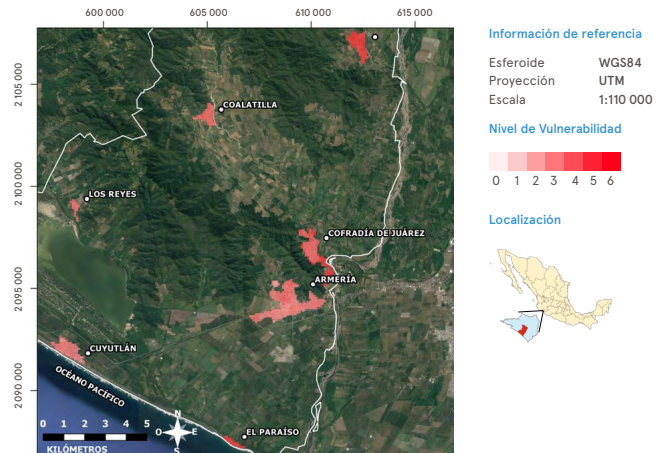 600 000 605 000 610 000 615 000
2 105 000
2 100 000
2 095 000
2 090 000
COALATILLA
LOS REYES
COFRADÍA DE JUÁREZ
ARMERÍA
CUYUTLÁN
OCÉANO PACÍFICO
EL PARAÍSO
0 1 2 3 4 5
KILÓMETROS
N
O E
S
Información de referencia
Esferoide WGS84
Proyección UTM
Escala 1:110 000
Nivel de Vulnerabilidad
0 1 2 3 4 5 6
Localización